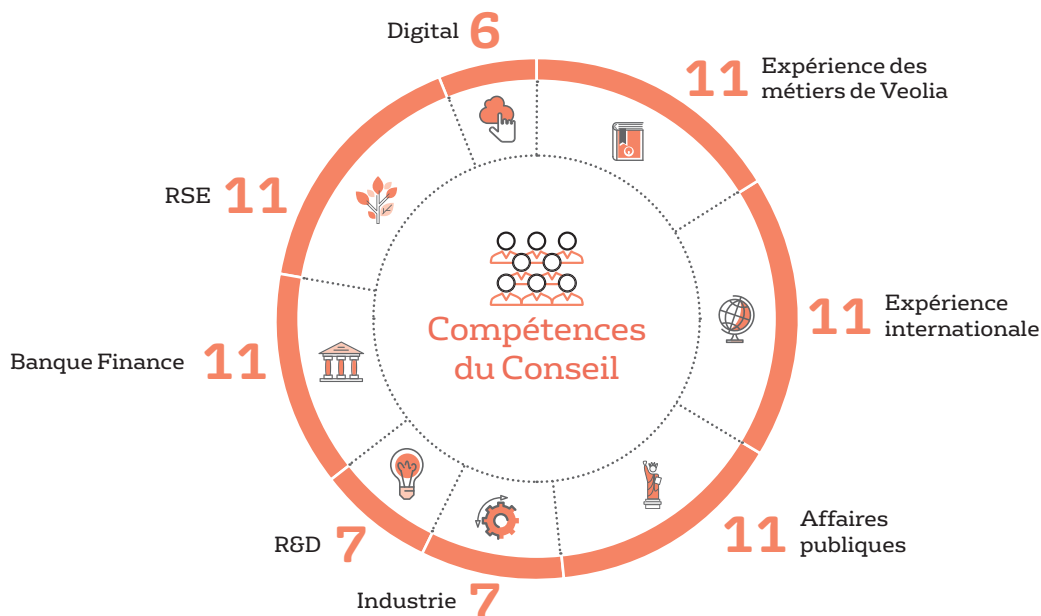 Digital 6
11 Expérience des
métiers de Veolia
RSE 11
11 Expérience
internationale
Compétences
du Conseil
Banque Finance 11
11 Affaires
publiques
R&D 7
Industrie 7